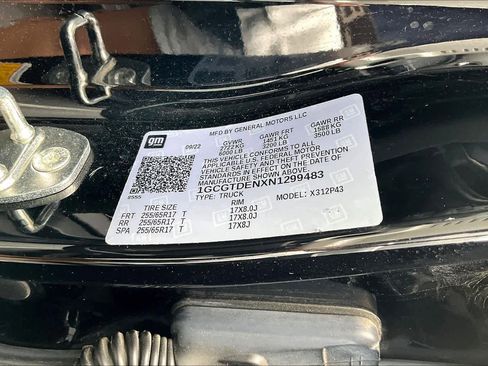 gm
09/22
MFD BY GENERAL MOTORS LLC
GVWR GAWR FRT GAWR RR
2722 KG 1451 KG 1588 KG
6000 LB 3200 LB 3500 LB
THIS VEHICLE CONFORMS TO ALL
APPLICABLE U.S. FEDERAL MOTOR
VEHICLE SAFETY AND THEFT PREVENTION
STANDARDS IN EFFECT ON THE DATE OF
MANUFACTURE SHOWN ABOVE.
1GCGTDENXN1299483
TYPE: TRUCK MODEL: X312P43
TIRE SIZE RIM
FRT 255/65R17 T 17X8.0J
RR 255/65R17 T 17X8.0J
SPA 255/65R17 T 17X8J